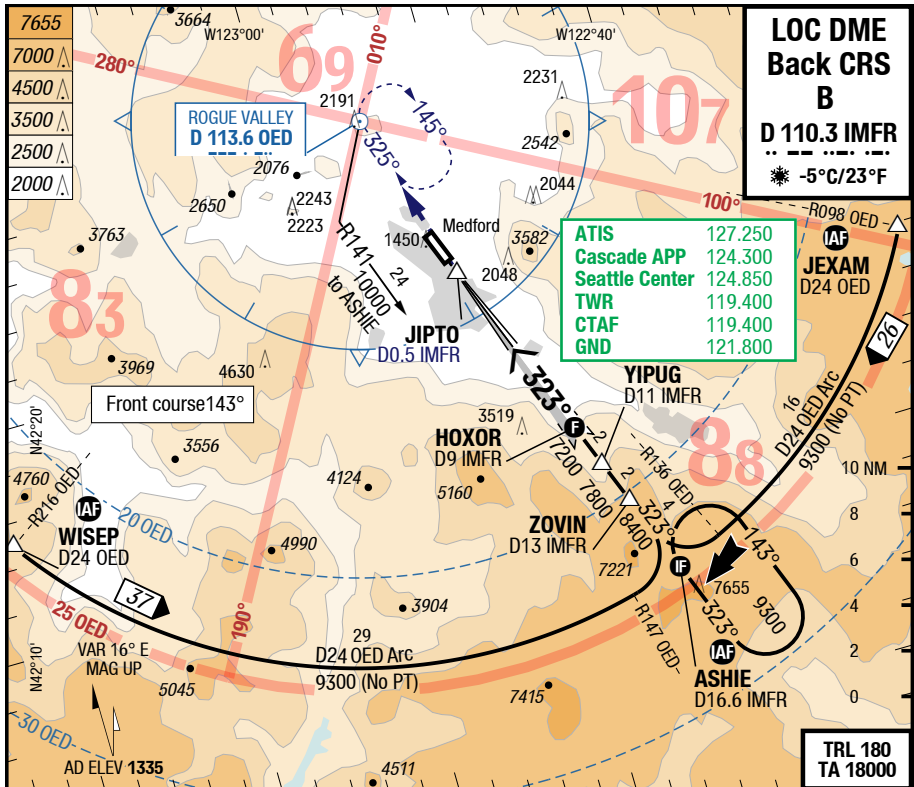 7655
7000
4500
3500
2500
2000
3664
W123°00'
010°
W122°40'
280°
69
2191
2231
107
LOC DME
Back CRS
B
D 110.3 IMFR
-5°C/23°F
ROGUE VALLEY
D 113.6 OED
145°
325°
2542
2076
2650
2243
2223
2044
100°
R098 OED
IAF
JEXAM
D24 OED
3763
83
R141
24
10000
to ASHIE
1450
Medford
3582
2048
ATIS 127.250
Cascade APP 124.300
Seattle Center 124.850
TWR 119.400
CTAF 119.400
GND 121.800
JIPTO
D0.5 IMFR
26
3969
4630
Front course143°
323°
YIPUG
D11 IMFR
16
D24 OED Arc
9300 (No PT)
N42°20'
3556
3519
F
HOXOR
D9 IMFR
2
7200
88
10 NM
4760
R216 OED
IAF
WISEP
D24 OED
4124
5160
2
7800
R136 OED
4
8
20 OED
ZOVIN
D13 IMFR
8400
323°
143°
4990
7221
IF
7655
6
37
3904
323°
9300
4
25 OED
190°
29
D24 OED Arc
9300 (No PT)
R147 OED
IAF
ASHIE
D16.6 IMFR
2
N42°10'
VAR 16° E
MAG UP
5045
7415
0
30 OED
AD ELEV 1335
4511
TRL 180
TA 18000